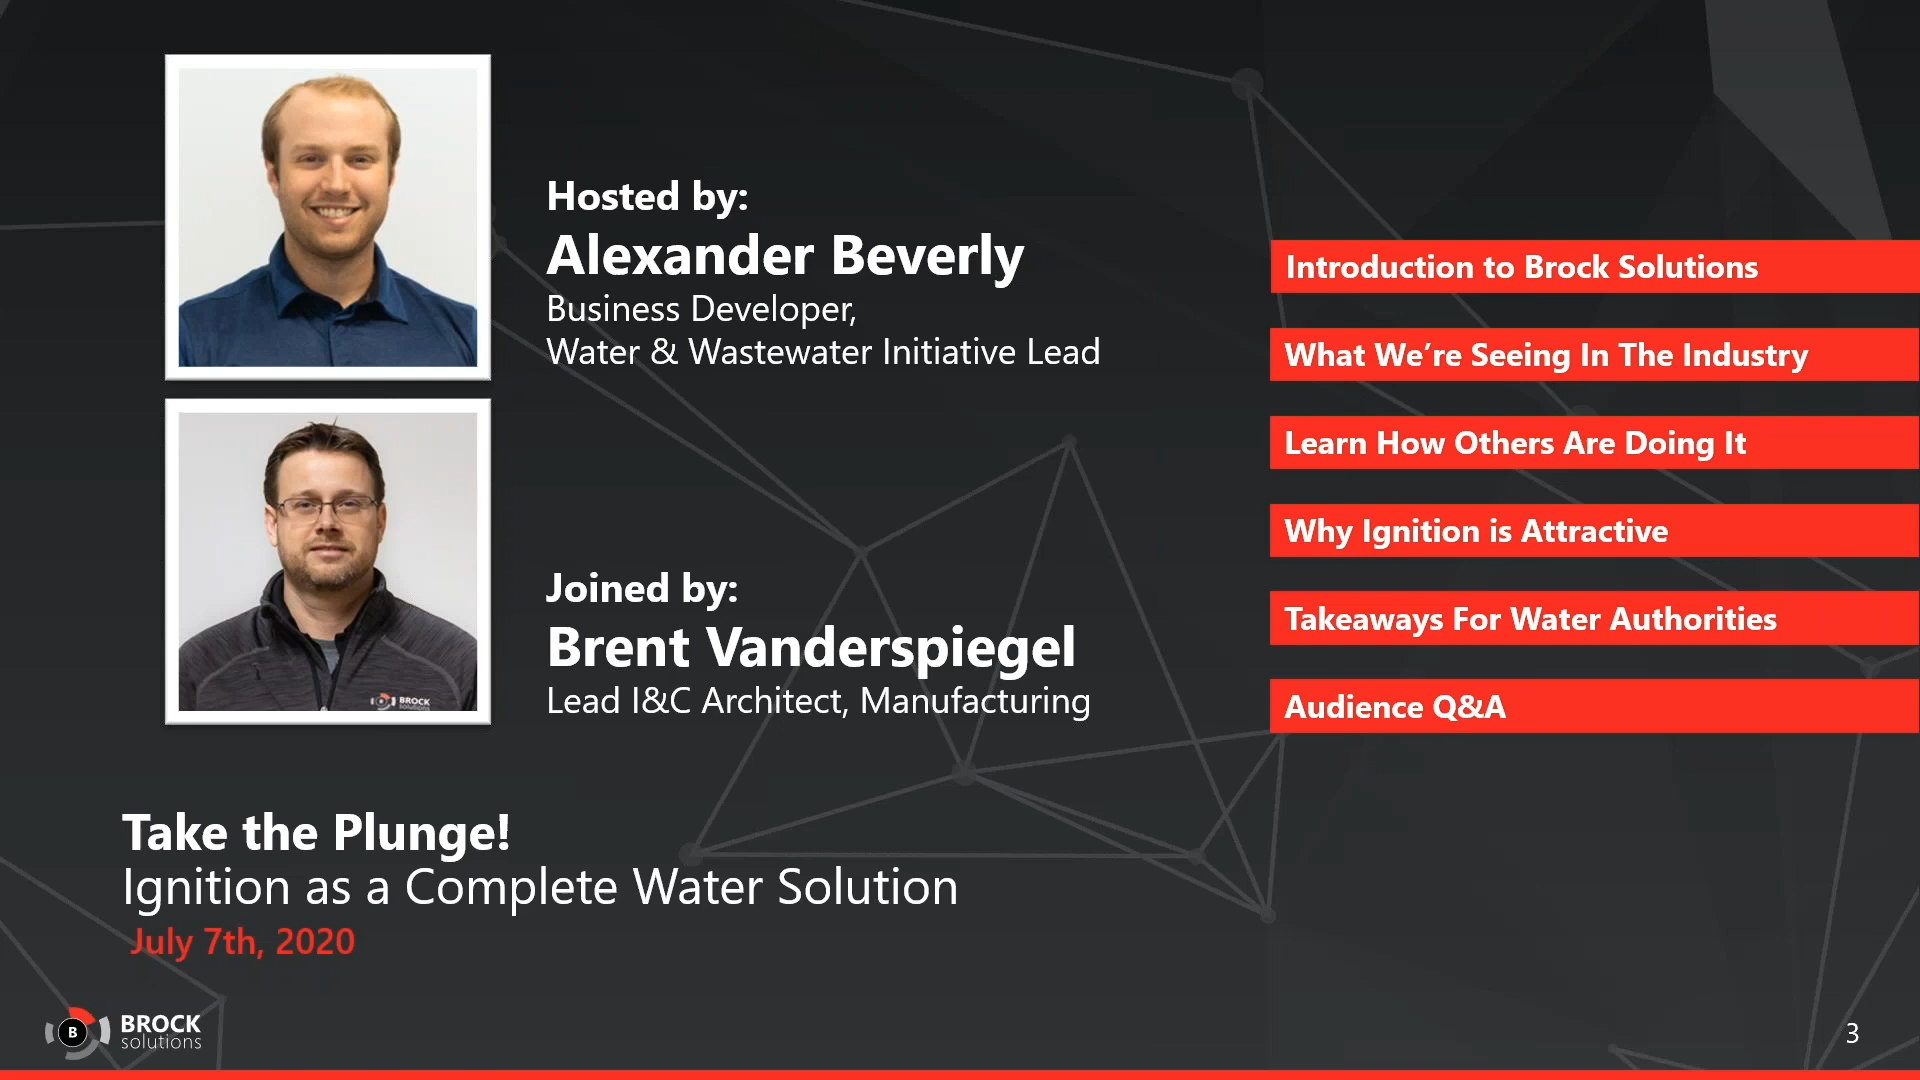 Hosted by:
Alexander Beverly
Business Developer,
Water & Wastewater Initiative Lead
Joined by:
Brent Vanderspiegel
Lead I&C Architect, Manufacturing
Introduction to Brock Solutions
What We’re Seeing In The Industry
Learn How Others Are Doing It
Why Ignition is Attractive
Takeaways For Water Authorities
Audience Q&A
Take the Plunge!
Ignition as a Complete Water Solution
July 7th, 2020
B
BROCK
solutions
BROCK
solutions
3